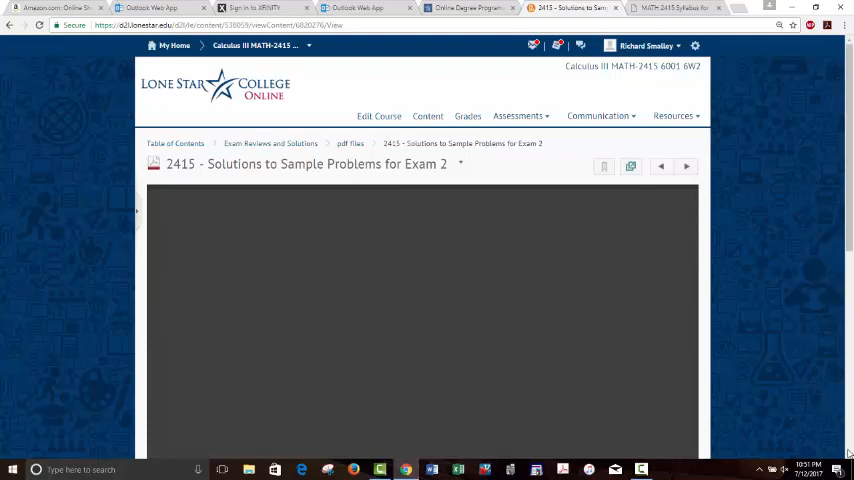 Amazon.com: Online Sh
Outlook Web App
Sign in to XFINITY
Outlook Web App
Online Degree Program
2415 - Solutions to Sam
MATH 2415 Syllabus for
Secure
https://d2l.lonestar.edu/d2l/le/content/538059/viewContent/6820276/View
My Home
Calculus III MATH-2415 ...
Richard Smalley
Calculus III MATH-2415 6001 6W2
LONE STAR COLLEGE
ONLINE
Edit Course
Content
Grades
Assessments
Communication
Resources
Table of Contents
Exam Reviews and Solutions
pdf files
2415 - Solutions to Sample Problems for Exam 2
2415 - Solutions to Sample Problems for Exam 2
Type here to search
10:51 PM
7/12/2017